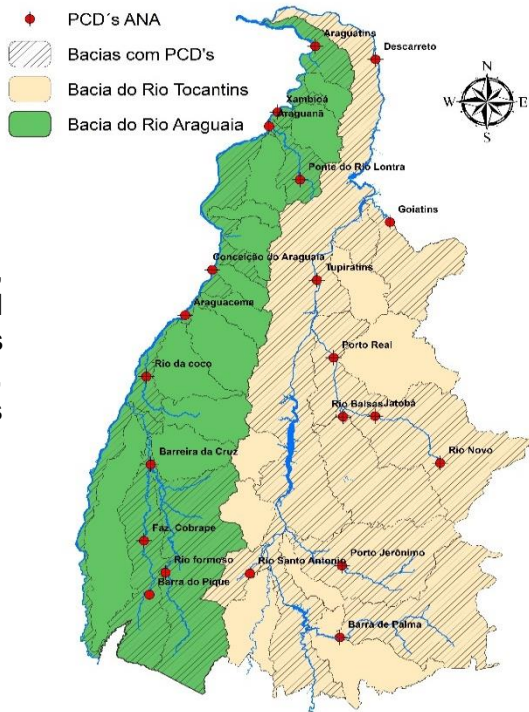 PCD´s ANA
Bacias com PCD's
Bacia do Rio Tocantins
Bacia do Rio Araguaia
N
W
E
S
Araguatins
Descarreto
Xambioá
Araguanã
Ponte do Rio Lontra
Goiatins
Conceição do Araguaia
Tupiratins
Araguacema
Porto Real
Rio da coco
Rio Balsas
Jatobá
Barreira da Cruz
Rio Novo
Faz. Cobrape
Rio formoso
Rio Santo Antonio
Porto Jerônimo
Barra do Pique
Barra de Palma